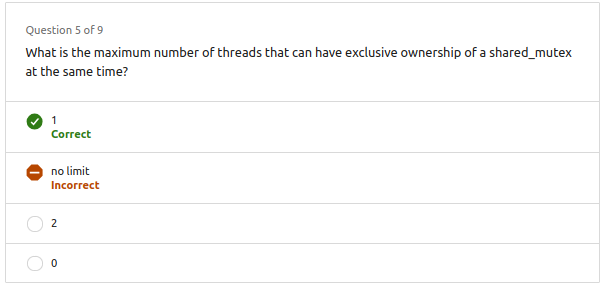 Question 5 of 9
What is the maximum number of threads that can have exclusive ownership of a shared_mutex
at the same time?
1
Correct
no limit
Incorrect
2
0